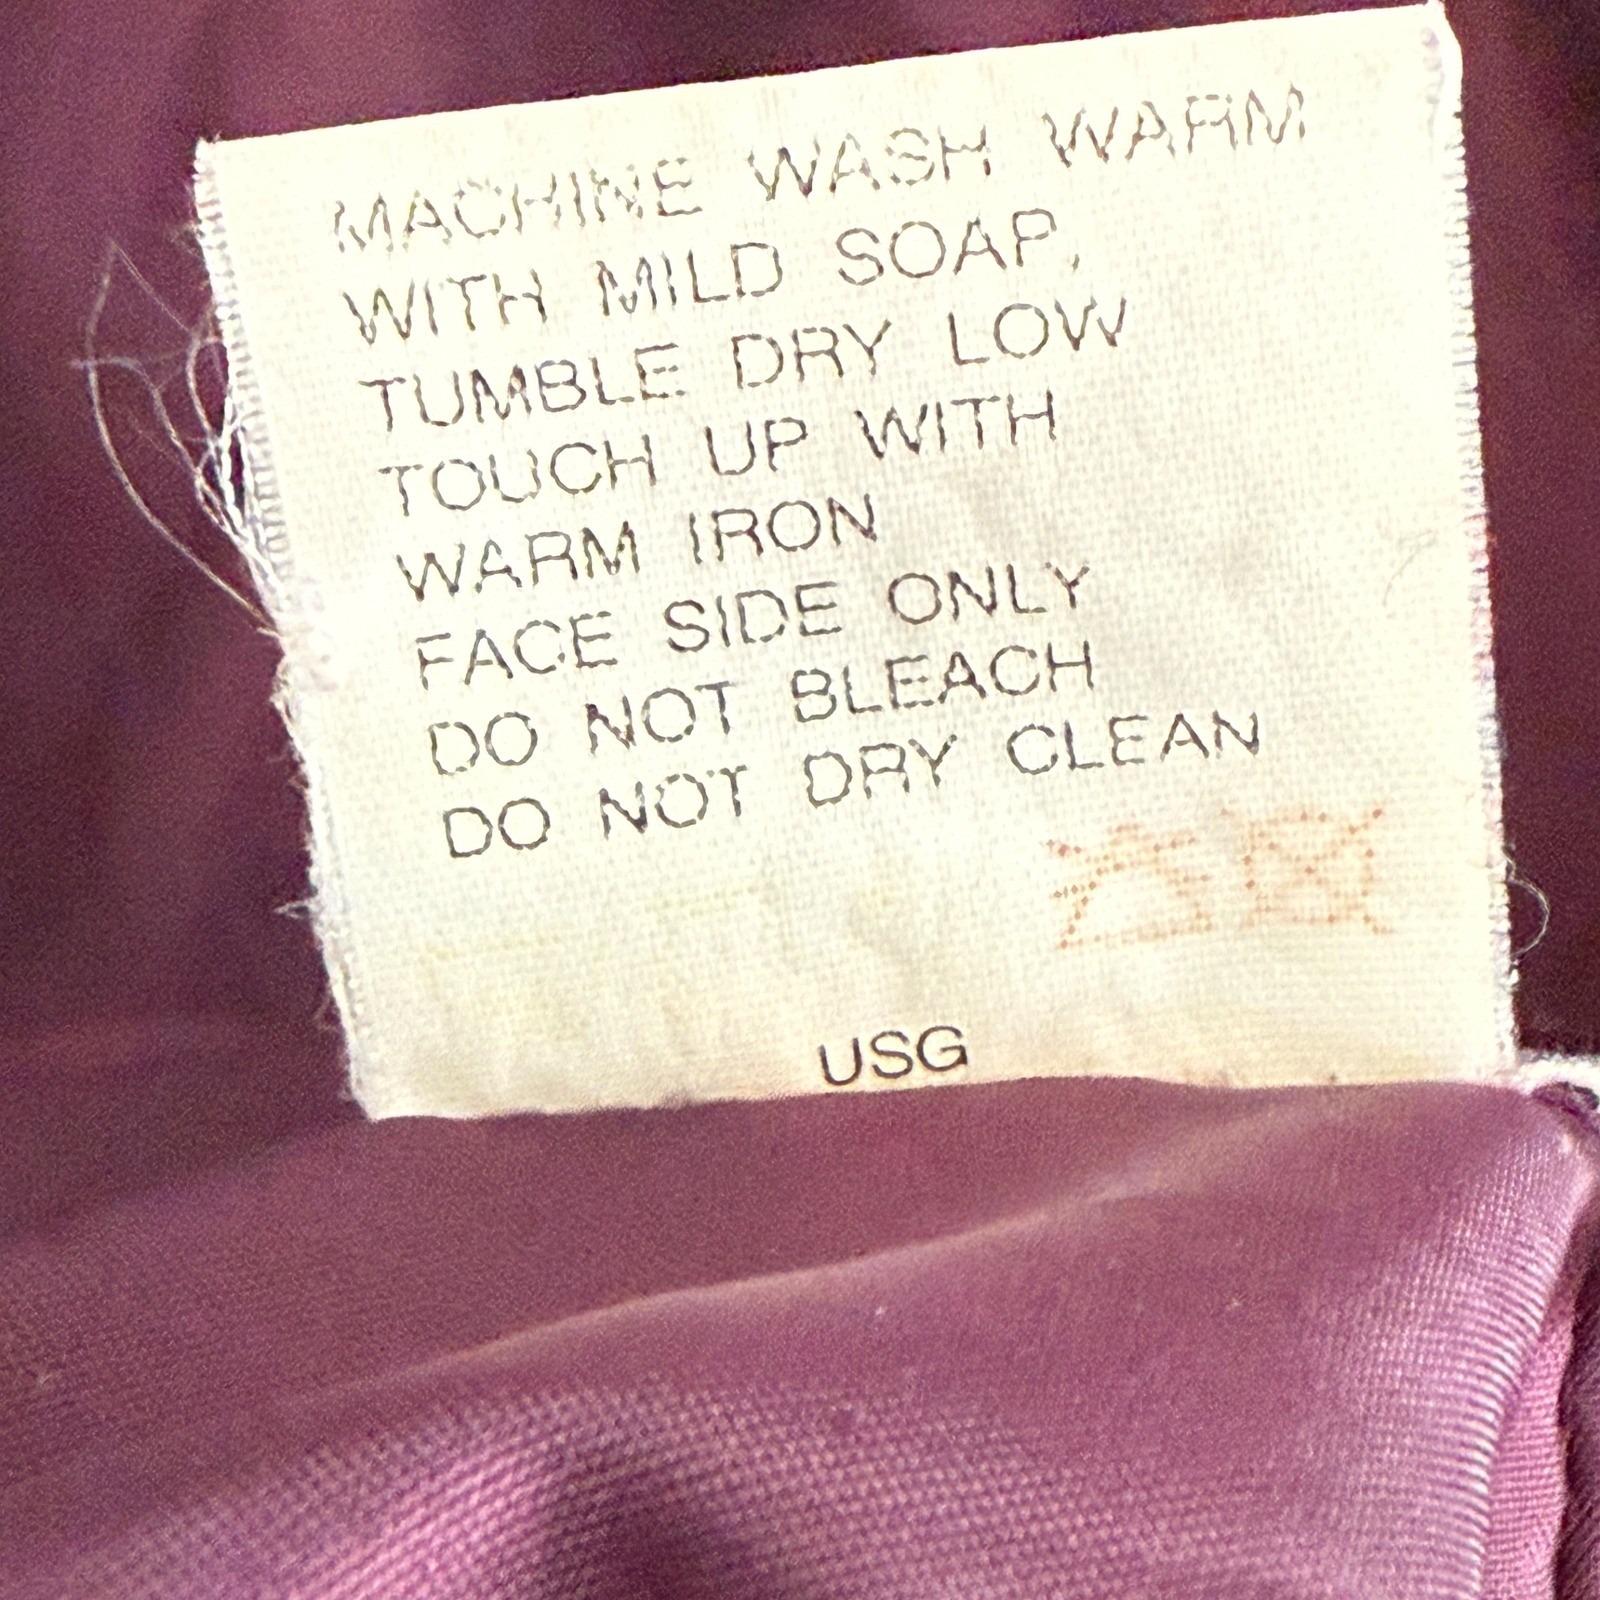 MACHINE WASH WARM
WITH MILD SOAP,
TUMBLE DRY LOW
TOUCH UP WITH
WARM IRON
FACE SIDE ONLY
DO NOT BLEACH
DO NOT DRY CLEAN
USG